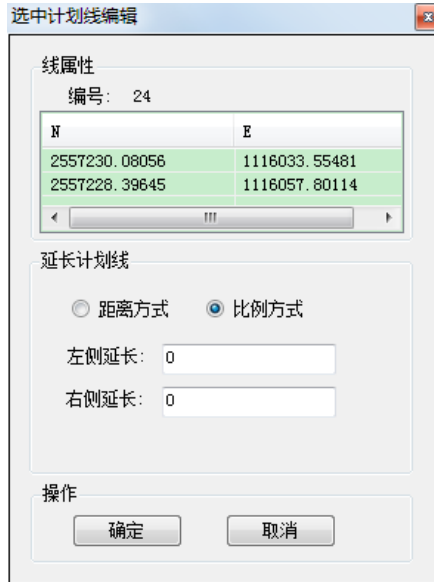 选中计划线编辑
线属性
编号: 24
N E
2557230.08056 1116033.55481
2557228.39645 1116057.80114
延长计划线
距离方式 比例方式
左侧延长: 0
右侧延长: 0
操作
确定 取消